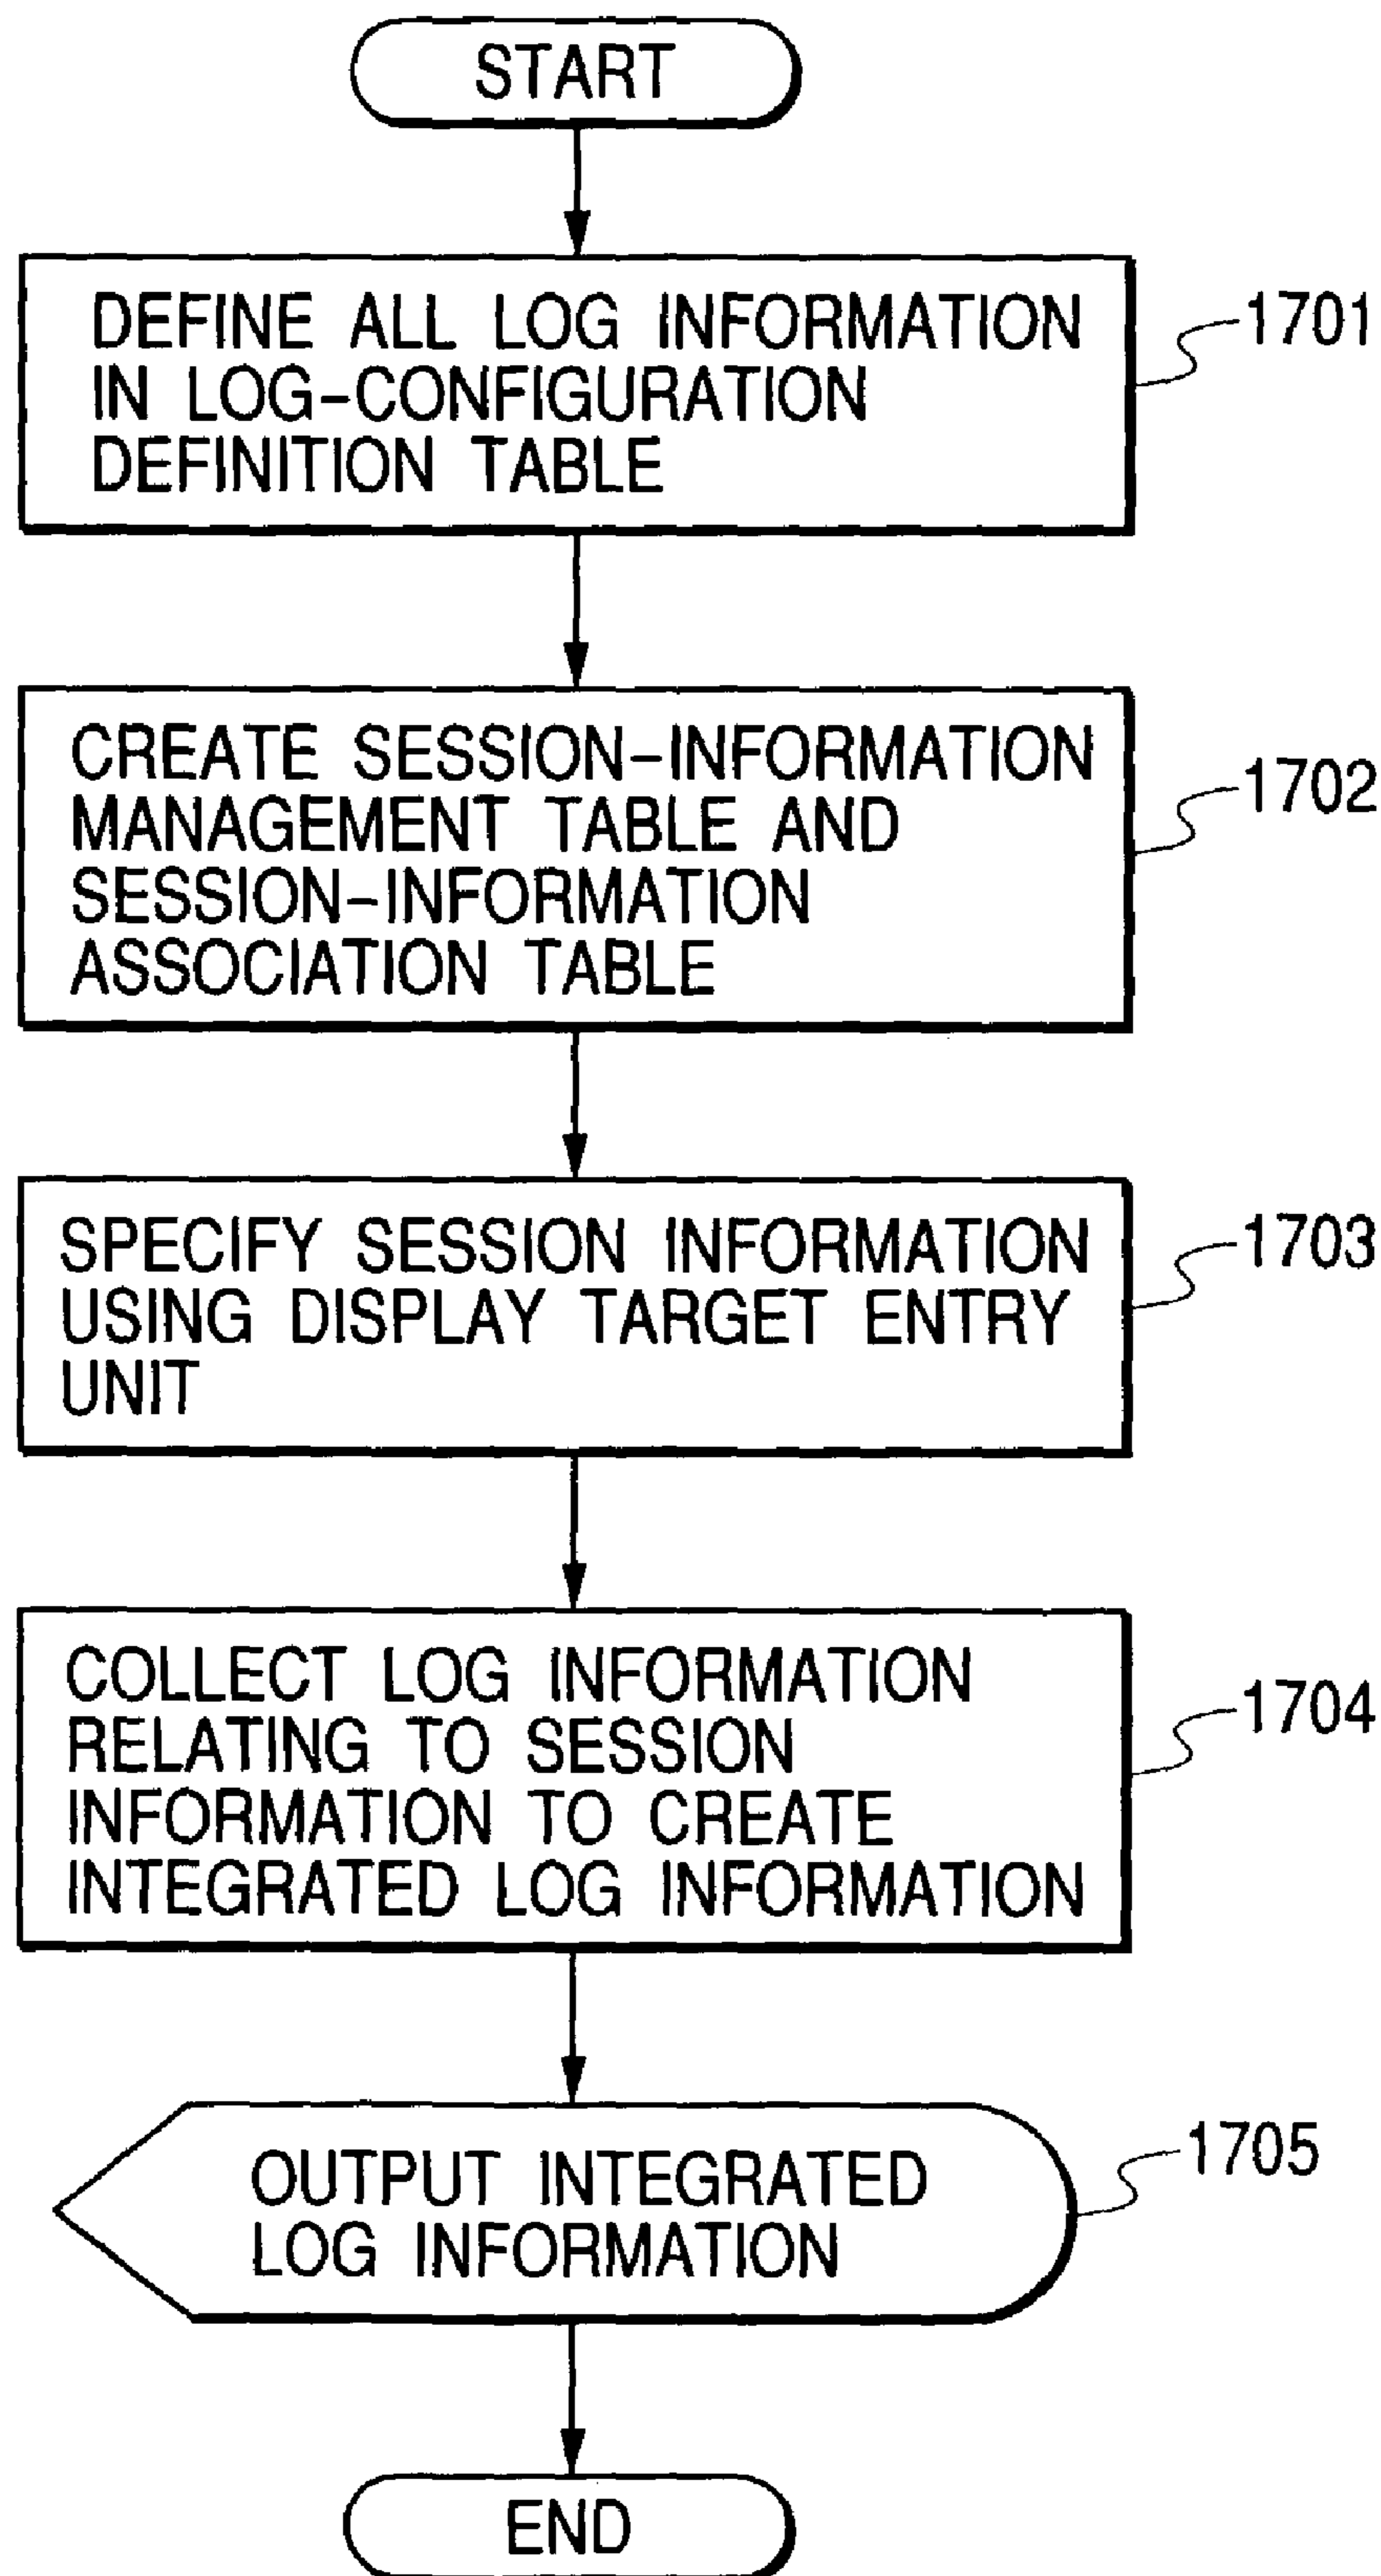 START
DEFINE ALL LOG INFORMATION
IN LOG-CONFIGURATION
DEFINITION TABLE
1701
CREATE SESSION-INFORMATION
MANAGEMENT TABLE AND
SESSION-INFORMATION
ASSOCIATION TABLE
1702
SPECIFY SESSION INFORMATION
USING DISPLAY TARGET ENTRY
UNIT
1703
COLLECT LOG INFORMATION
RELATING TO SESSION
INFORMATION TO CREATE
INTEGRATED LOG INFORMATION
1704
OUTPUT INTEGRATED
LOG INFORMATION
1705
END